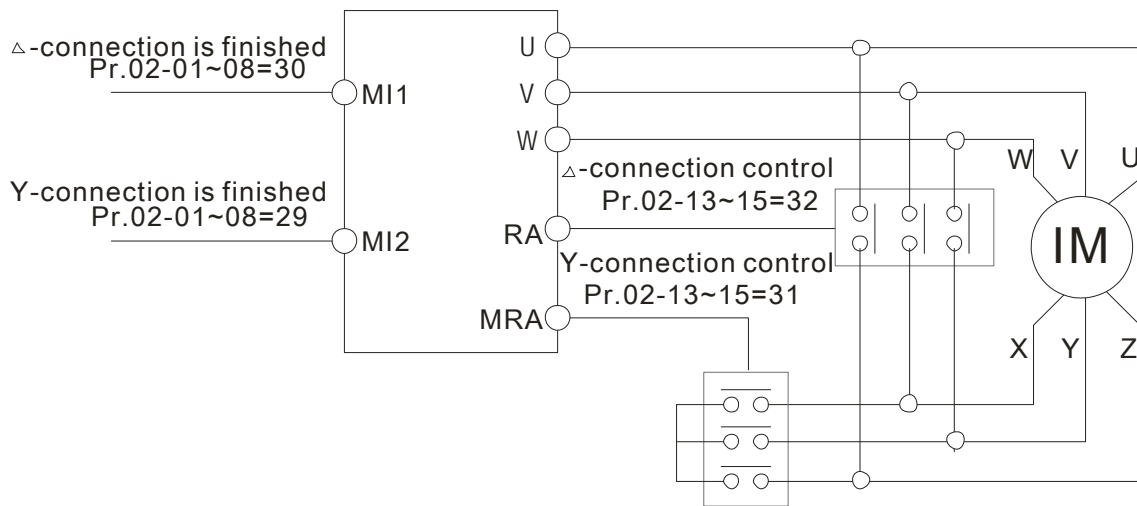 △-connection is finished
Pr.02-01~08=30
MI1
Y-connection is finished
Pr.02-01~08=29
MI2
U
V
W
△-connection control
Pr.02-13~15=32
RA
Y-connection control
Pr.02-13~15=31
MRA
W V U
IM
X Y Z